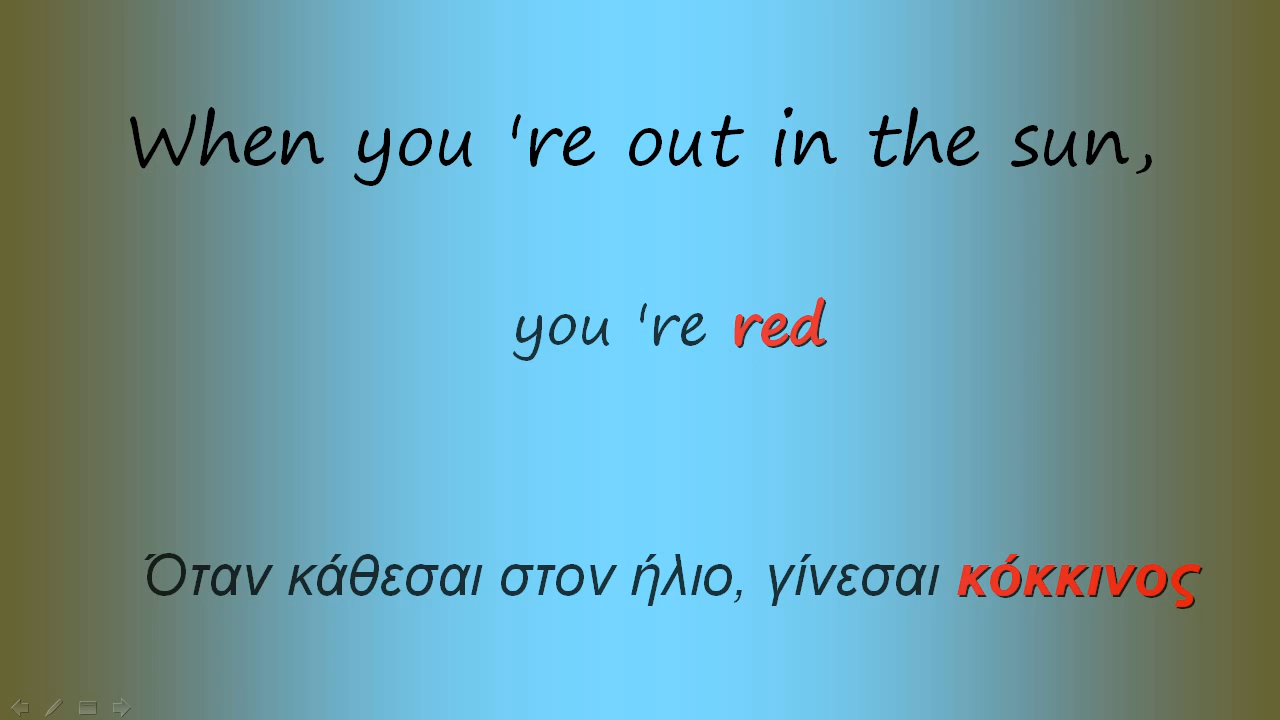 When you 're out in the sun,
you 're red
Όταν κάθεσαι στον ήλιο, γίνεσαι κόκκινος